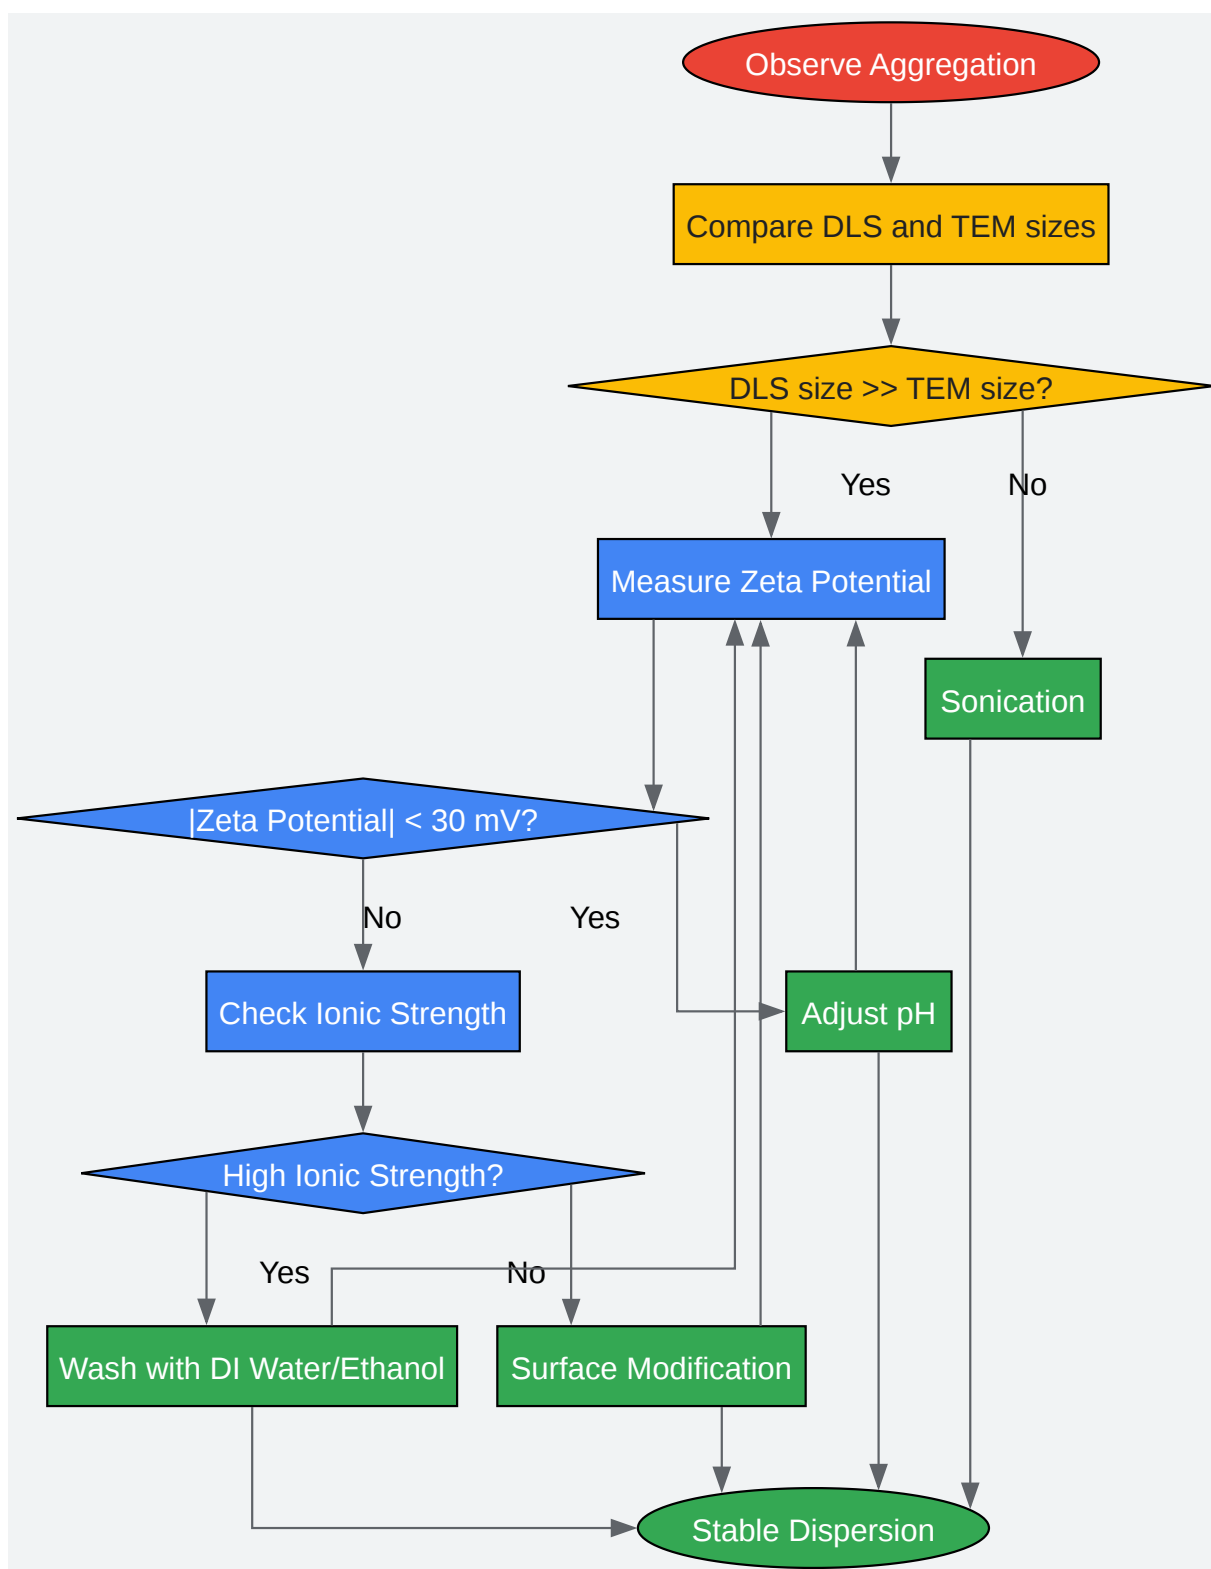 Observe Aggregation
Compare DLS and TEM sizes
DLS size >> TEM size?
Yes
No
Measure Zeta Potential
Sonication
|Zeta Potential| < 30 mV?
No
Yes
Check Ionic Strength
Adjust pH
High Ionic Strength?
Yes
No
Wash with DI Water/Ethanol
Surface Modification
Stable Dispersion